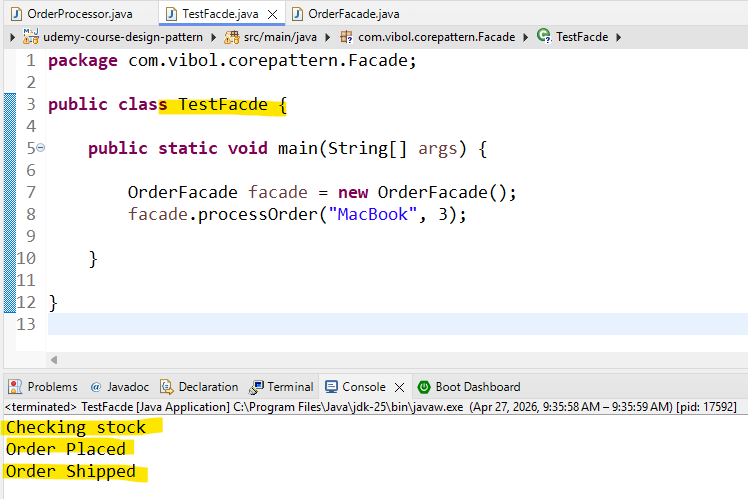 OrderProcessor.java TestFacde.java OrderFacade.java
udemy-course-design-pattern src/main/java com.vibol.corepattern.Facade TestFacde
1 package com.vibol.corepattern.Facade;
2
3 public class TestFacde {
4
5 public static void main(String[] args) {
6
7 OrderFacade facade = new OrderFacade();
8 facade.processOrder("MacBook", 3);
9
10 }
11
12 }
13
Problems Javadoc Declaration Terminal Console Boot Dashboard
<terminated> TestFacde [Java Application] C:\Program Files\Java\jdk-25\bin\javaw.exe (Apr 27, 2026, 9:35:58 AM – 9:35:59 AM) [pid: 17592]
Checking stock
Order Placed
Order Shipped